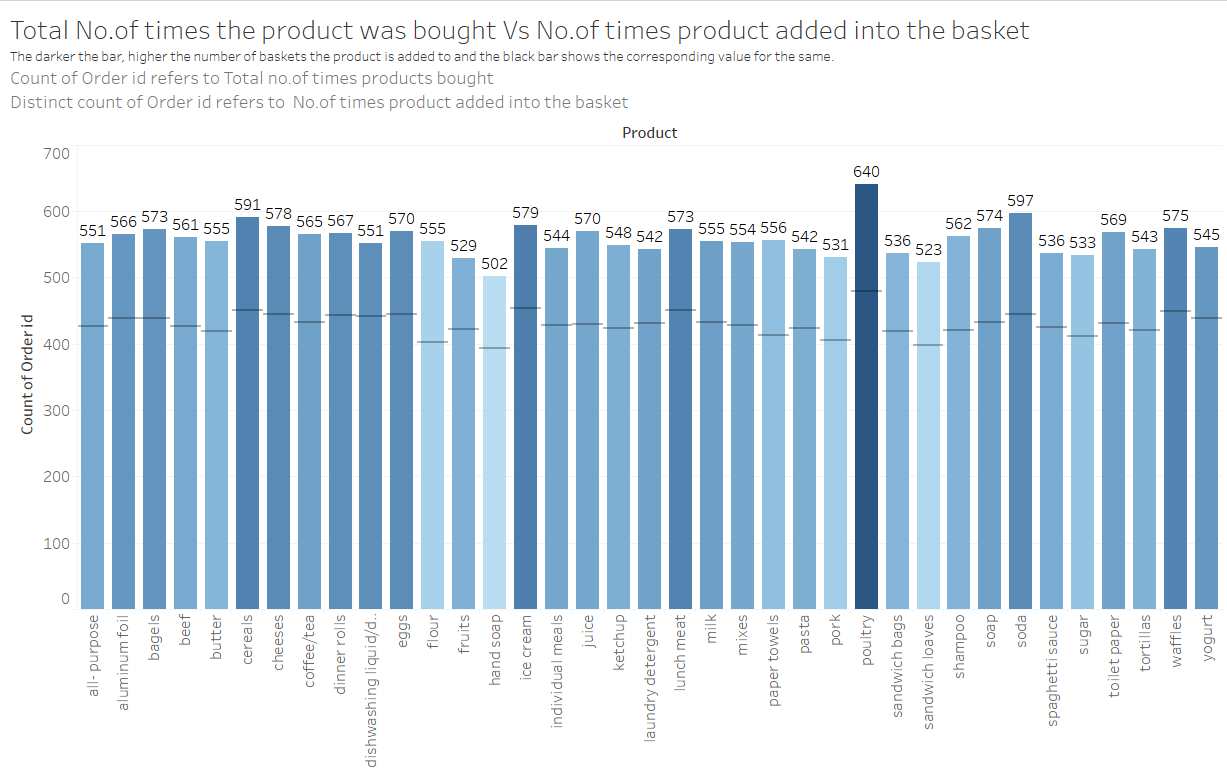 Total No.of times the product was bought Vs No.of times product added into the basket
The darker the bar, higher the number of baskets the product is added to and the black bar shows the corresponding value for the same.
Count of Order id refers to Total no.of times products bought
Distinct count of Order id refers to  No.of times product added into the basket
Product
Count of Order id
700
600
500
400
300
200
100
0
551
566
573
561
555
591
578
565
567
551
570
555
529
502
579
544
570
548
542
573
555
554
556
542
531
640
536
523
562
574
597
536
533
569
543
575
545
all- purpose
aluminum foil
bagels
beef
butter
cereals
cheeses
coffee/tea
dinner rolls
dishwashing liquid/d..
eggs
flour
fruits
hand soap
ice cream
individual meals
juice
ketchup
laundry detergent
lunch meat
milk
mixes
paper towels
pasta
pork
poultry
sandwich bags
sandwich loaves
shampoo
soap
soda
spaghetti sauce
sugar
toilet paper
tortillas
waffles
yogurt